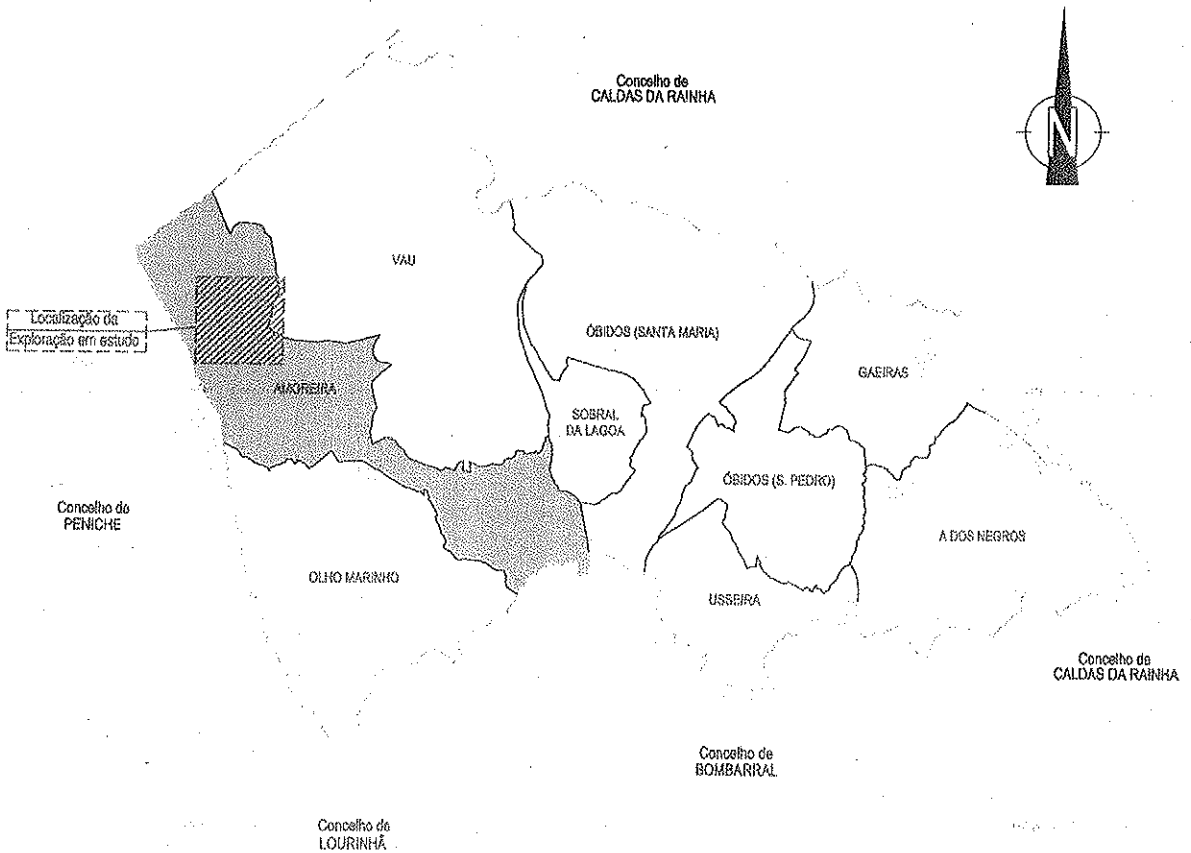 Concelho de
CALDAS DA RAINHA
N
VAU
Localização da
Exploração em estudo
ÓBIDOS (SANTA MARIA)
GAEIRAS
AMOREIRA
SOBRAL
DA LAGOA
ÓBIDOS (S. PEDRO)
Concelho de
PENICHE
A DOS NEGROS
OLHO MARINHO
USSEIRA
Concelho de
CALDAS DA RAINHA
Concelho de
BOMBARRAL
Concelho de
LOURINHÃ